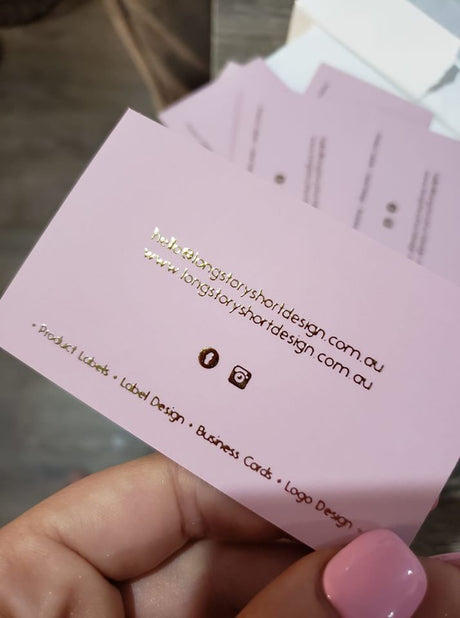 hello@longstoryshortdesign.com.au
www.longstoryshortdesign.com.au
• Product Labels • Label Design • Business Cards • Logo Design •